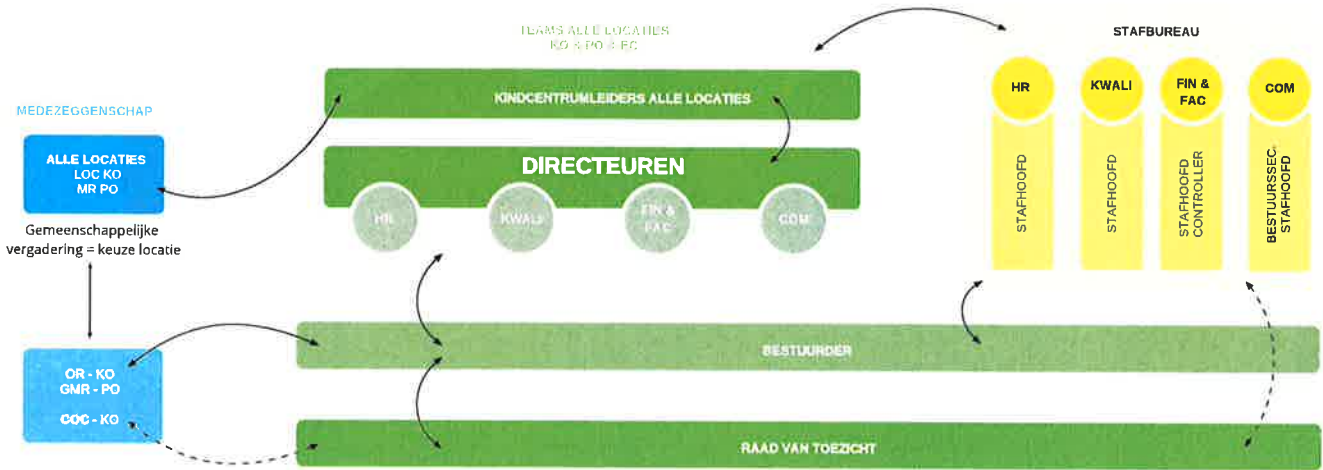 TEAMS ALLE LOCATIES
KO & PO & EC
STAFBUREAU
KINDCENTRUMLEIDERS ALLE LOCATIES
HR
KWALI
FIN &
FAC
COM
MEDEZEGGENSCHAP
ALLE LOCATIES
LOC KO
MR PO
DIRECTEUREN
HR
KWALI
FIN &
FAC
COM
STAFHOOFD
STAFHOOFD
STAFHOOFD
CONTROLLER
BESTUURSSEC.
STAFHOOFD
Gemeenschappelijke
vergadering = keuze locatie
BESTUURDER
OR - KO
GMR - PO
COC - KO
RAAD VAN TOEZICHT